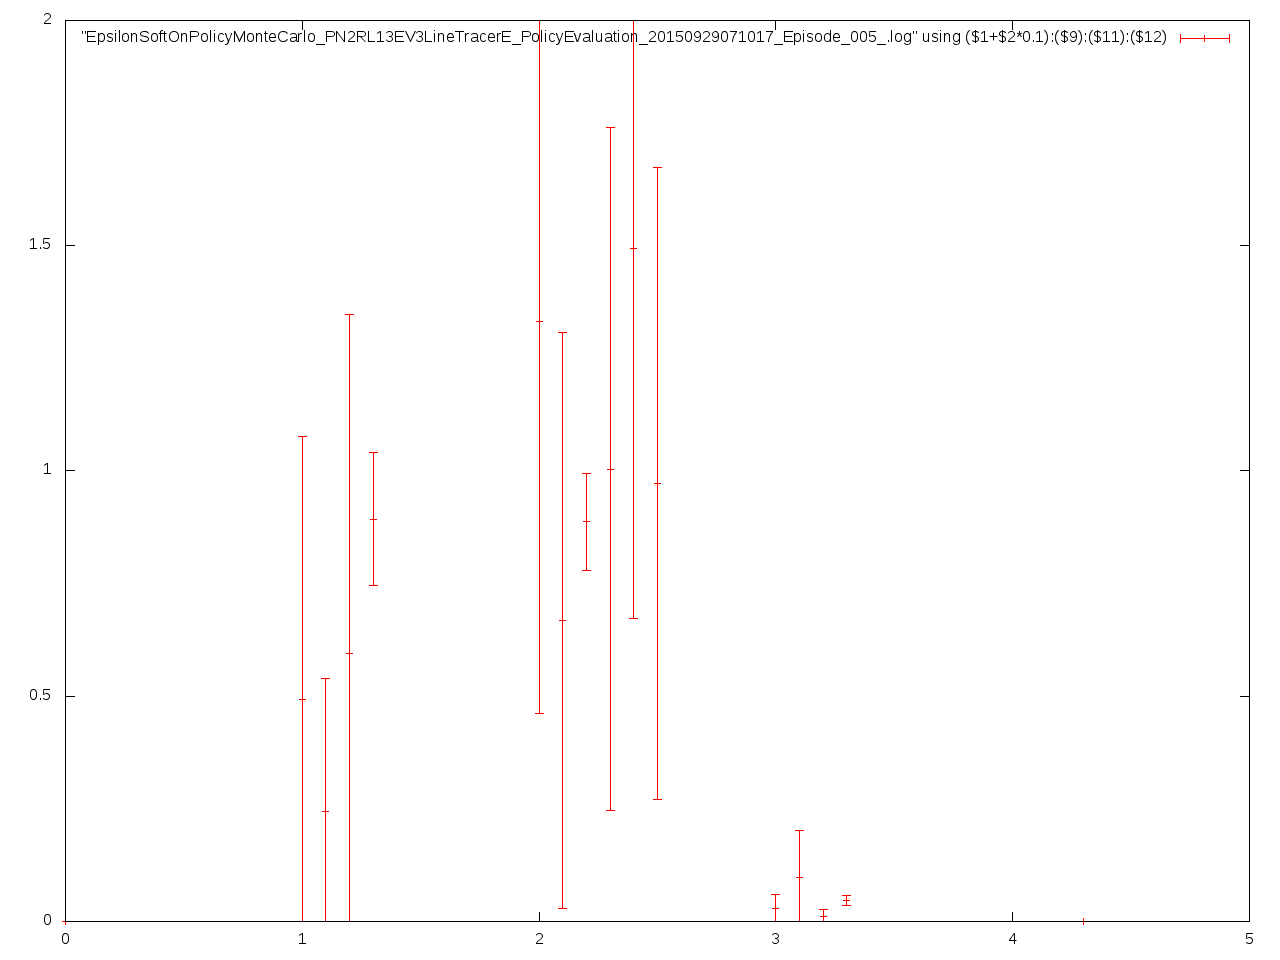 2
"EpsilonSoftOnPolicyMonteCarlo_PN2RL13EV3LineTracerE_PolicyEvaluation_20150929071017_Episode_005_.log" using ($1+$2*0.1):($9):($11):($12)
1.5
1
0.5
0
0 1 2 3 4 5